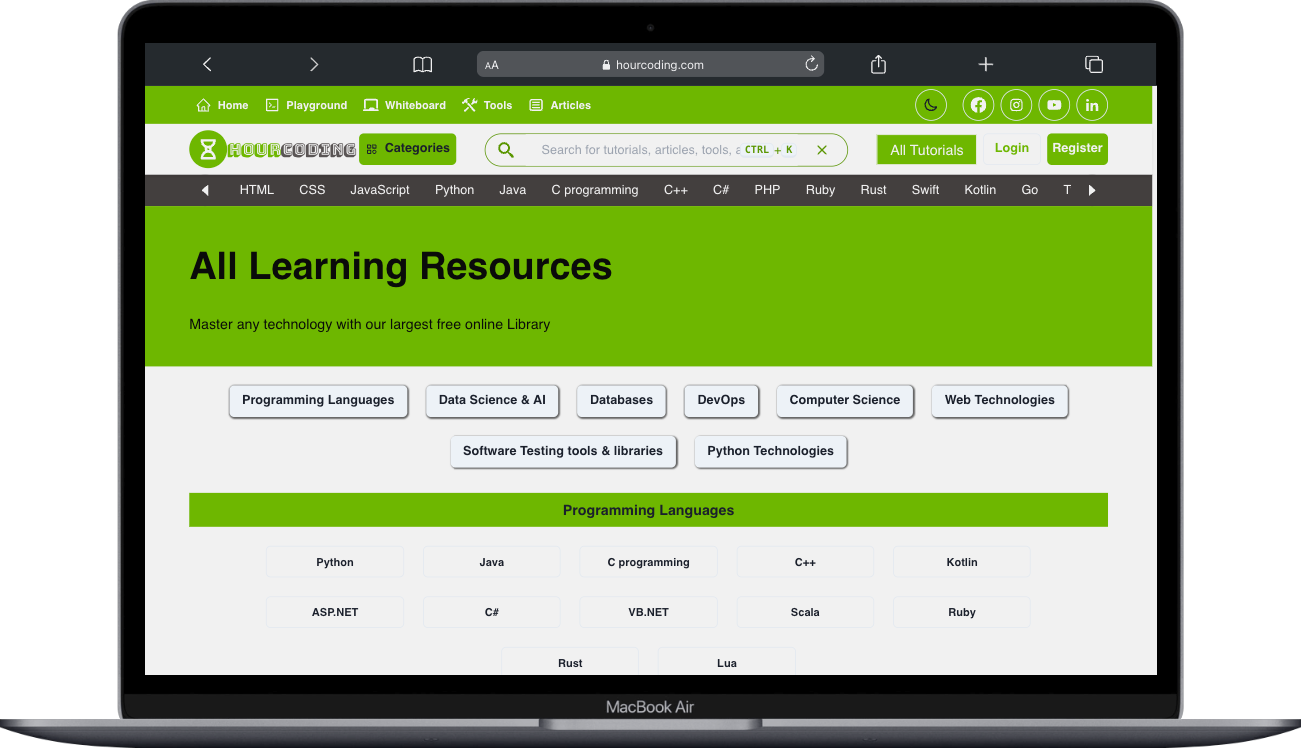 AA hourcoding.com
Home Playground Whiteboard Tools Articles
HOURCODING Categories Search for tutorials, articles, tools, a CTRL + K All Tutorials Login Register
HTML CSS JavaScript Python Java C programming C++ C# PHP Ruby Rust Swift Kotlin Go T
All Learning Resources
Master any technology with our largest free online Library
Programming Languages Data Science & AI Databases DevOps Computer Science Web Technologies
Software Testing tools & libraries Python Technologies
Programming Languages
Python Java C programming C++ Kotlin
ASP.NET C# VB.NET Scala Ruby
Rust Lua
MacBook Air